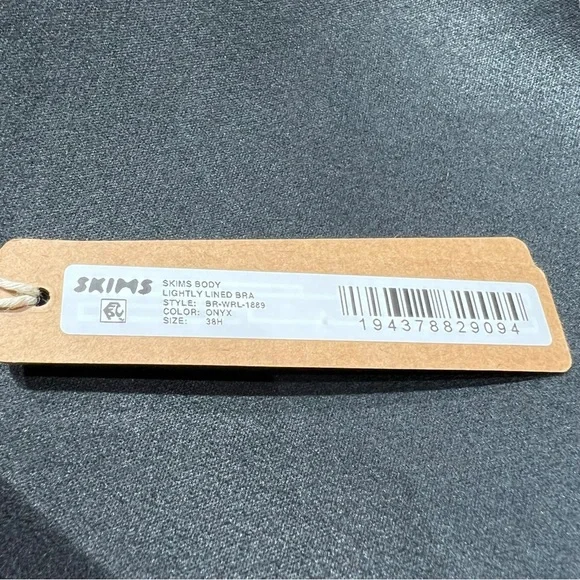 SKIMS
SKIMS BODY
LIGHTLY LINED BRA
STYLE: BR-WRL-1889
COLOR: ONYX
SIZE: 38H
194378829094